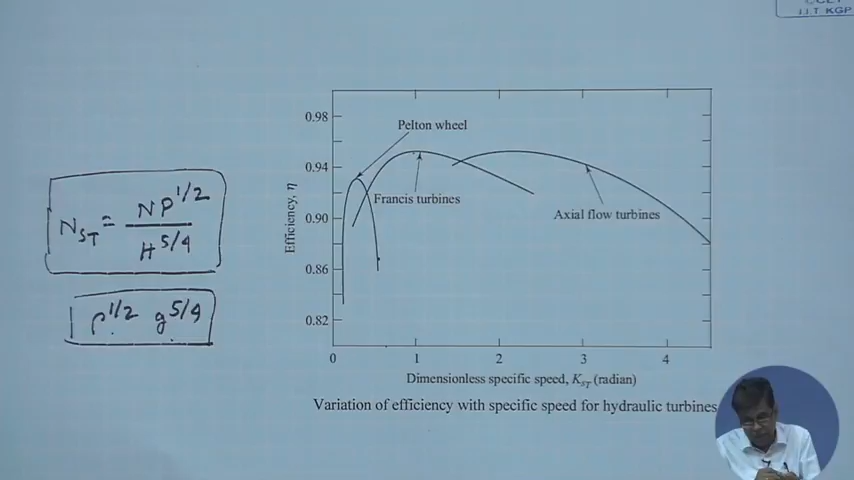 I.I.T. KGP
0.98
0.94
0.90
0.86
0.82
Efficiency, η
Pelton wheel
Francis turbines
Axial flow turbines
0 1 2 3 4
Dimensionless specific speed, K_sT (radian)
Variation of efficiency with specific speed for hydraulic turbines
N_ST = N P^1/2 / H^5/4
ρ^1/2 g^5/4